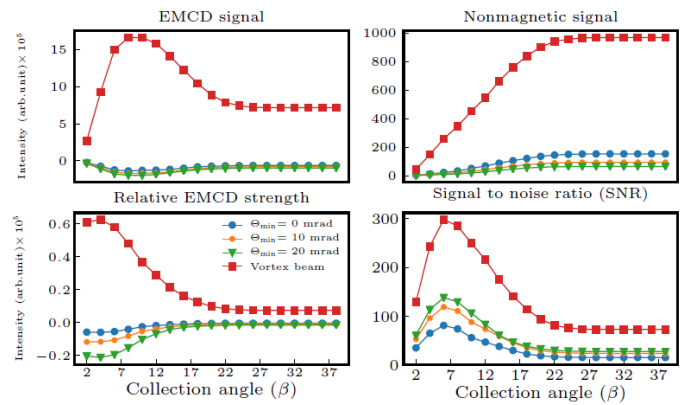 EMCD signal
Nonmagnetic signal
Intensity (arb.unit)× 10⁵
15
10
5
0
1000
800
600
400
200
0
Relative EMCD strength
Signal to noise ratio (SNR)
Intensity (arb.unit)× 10⁵
0.6
0.4
0.2
0.0
−0.2
Θmin= 0 mrad
Θmin= 10 mrad
Θmin= 20 mrad
Vortex beam
300
200
100
0
2 7 12 17 22 27 32 37
2 7 12 17 22 27 32 37
Collection angle (β)
Collection angle (β)